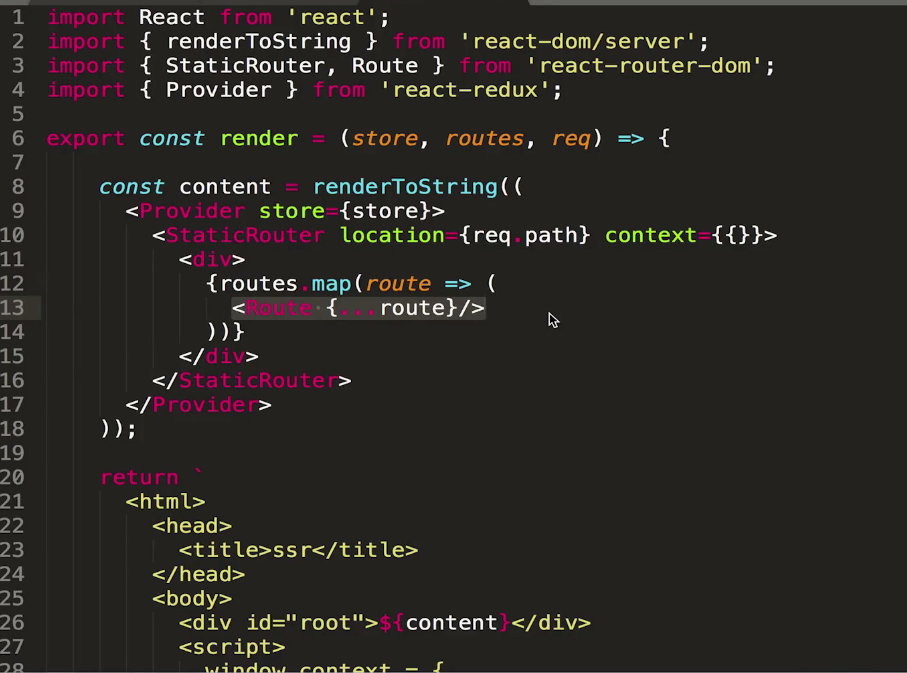 1 import React from 'react';
2 import { renderToString } from 'react-dom/server';
3 import { StaticRouter, Route } from 'react-router-dom';
4 import { Provider } from 'react-redux';
5
6 export const render = (store, routes, req) => {
7
8 const content = renderToString((
9 <Provider store={store}>
10 <StaticRouter location={req.path} context={{}}>
11 <div>
12 {routes.map(route => (
13 <Route {...route}/>
14 ))}
15 </div>
16 </StaticRouter>
17 </Provider>
18 ));
19
20 return `
21 <html>
22 <head>
23 <title>ssr</title>
24 </head>
25 <body>
26 <div id="root">${content}</div>
27 <script>
28 window.context = {